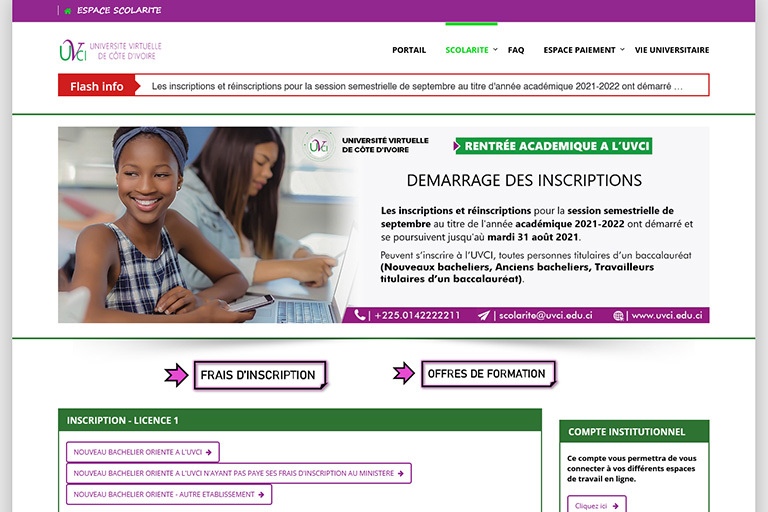 ESPACE SCOLARITE
UVCI UNIVERSITÉ VIRTUELLE
DE CÔTE D'IVOIRE
PORTAIL SCOLARITE FAQ ESPACE PAIEMENT VIE UNIVERSITAIRE
Flash info Les inscriptions et réinscriptions pour la session semestrielle de septembre au titre d'année académique 2021-2022 ont démarré …
UVCI UNIVERSITÉ VIRTUELLE
DE CÔTE D'IVOIRE
RENTRÉE ACADEMIQUE A L'UVCI
DEMARRAGE DES INSCRIPTIONS
Les inscriptions et réinscriptions pour la session semestrielle de
septembre au titre de l'année académique 2021-2022 ont démarré et
se poursuivent jusqu'aù mardi 31 août 2021.
Peuvent s'inscrire à l'UVCI, toutes personnes titulaires d'un baccalauréat
(Nouveaux bacheliers, Anciens bacheliers, Travailleurs
titulaires d'un baccalauréat).
| +225.0142222211 | scolarite@uvci.edu.ci | www.uvci.edu.ci
FRAIS D'INSCRIPTION OFFRES DE FORMATION
INSCRIPTION - LICENCE 1
NOUVEAU BACHELIER ORIENTE A L'UVCI
NOUVEAU BACHELIER ORIENTE A L'UVCI N'AYANT PAS PAYE SES FRAIS D'INSCRIPTION AU MINISTERE
NOUVEAU BACHELIER ORIENTE - AUTRE ETABLISSEMENT
COMPTE INSTITUTIONNEL
Ce compte vous permettra de vous
connecter à vos différents espaces
de travail en ligne.
Cliquez ici